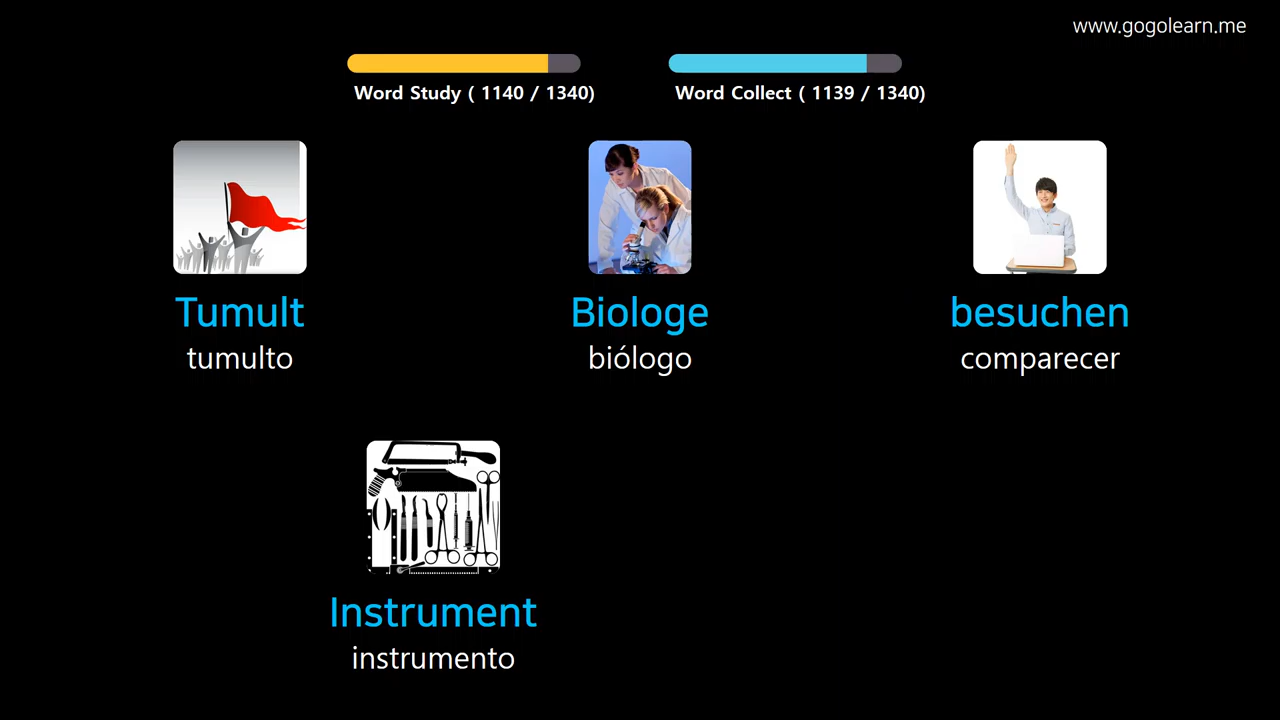 www.gogolearn.me
Word Study ( 1140 / 1340)
Word Collect ( 1139 / 1340)
Tumult
tumulto
Biologe
biólogo
besuchen
comparecer
Instrument
instrumento